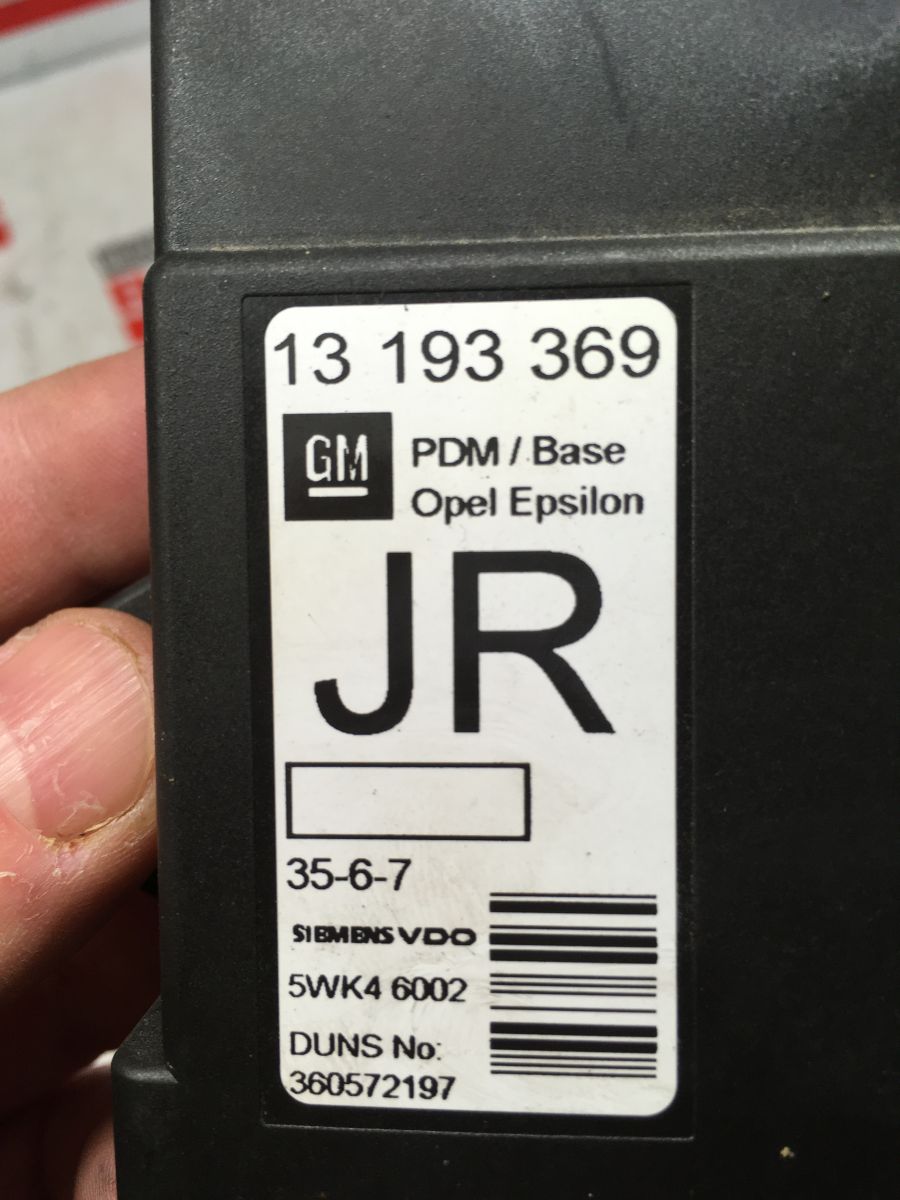 13 193 369
GM
PDM / Base
Opel Epsilon
JR
35-6-7
SIEMENS VDO
5WK4 6002
DUNS No:
360572197